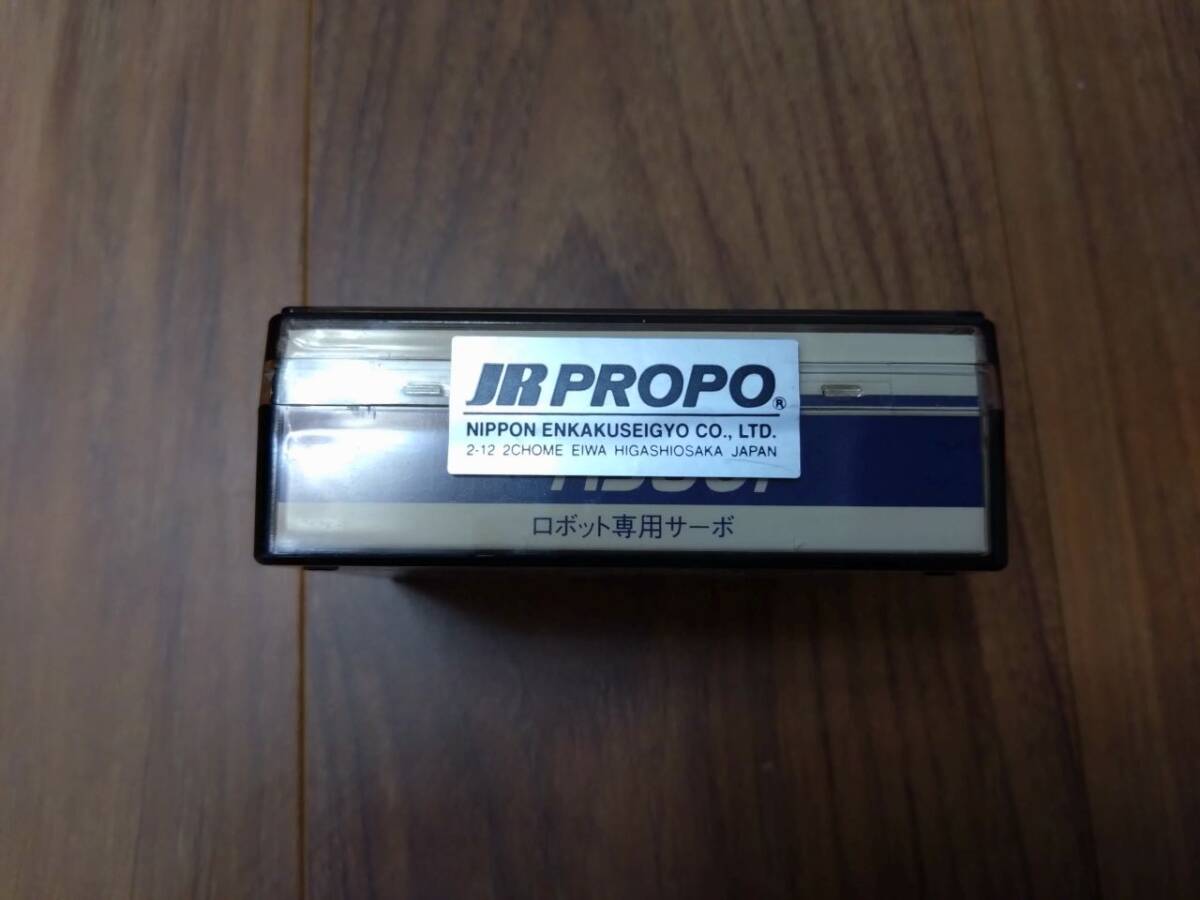 JR PROPO®
NIPPON ENKAKUSEIGYO CO., LTD.
2-12 2CHOME EIWA HIGASHIOSAKA JAPAN
ロボット専用サーボ